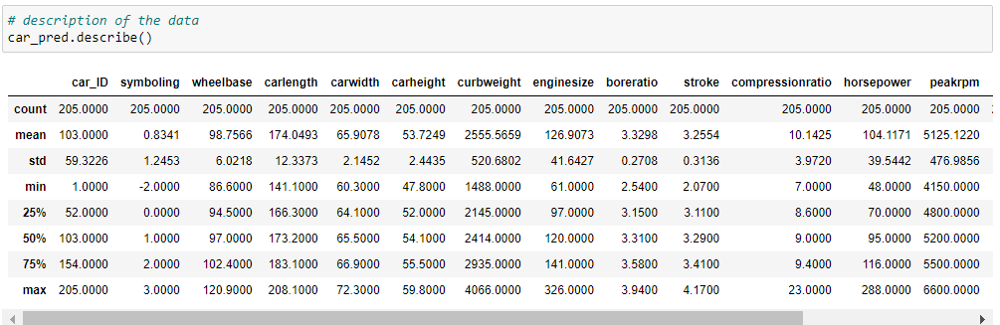 # description of the data
car_pred.describe()
car_ID symboling wheelbase carlength carwidth carheight curbweight enginesize boreratio stroke compressionratio horsepower peakrpm
count 205.0000 205.0000 205.0000 205.0000 205.0000 205.0000 205.0000 205.0000 205.0000 205.0000 205.0000 205.0000 205.0000
mean 103.0000 0.8341 98.7566 174.0493 65.9078 53.7249 2555.5659 126.9073 3.3298 3.2554 10.1425 104.1171 5125.1220
std 59.3226 1.2453 6.0218 12.3373 2.1452 2.4435 520.6802 41.6427 0.2708 0.3136 3.9720 39.5442 476.9856
min 1.0000 -2.0000 86.6000 141.1000 60.3000 47.8000 1488.0000 61.0000 2.5400 2.0700 7.0000 48.0000 4150.0000
25% 52.0000 0.0000 94.5000 166.3000 64.1000 52.0000 2145.0000 97.0000 3.1500 3.1100 8.6000 70.0000 4800.0000
50% 103.0000 1.0000 97.0000 173.2000 65.5000 54.1000 2414.0000 120.0000 3.3100 3.2900 9.0000 95.0000 5200.0000
75% 154.0000 2.0000 102.4000 183.1000 66.9000 55.5000 2935.0000 141.0000 3.5800 3.4100 9.4000 116.0000 5500.0000
max 205.0000 3.0000 120.9000 208.1000 72.3000 59.8000 4066.0000 326.0000 3.9400 4.1700 23.0000 288.0000 6600.0000